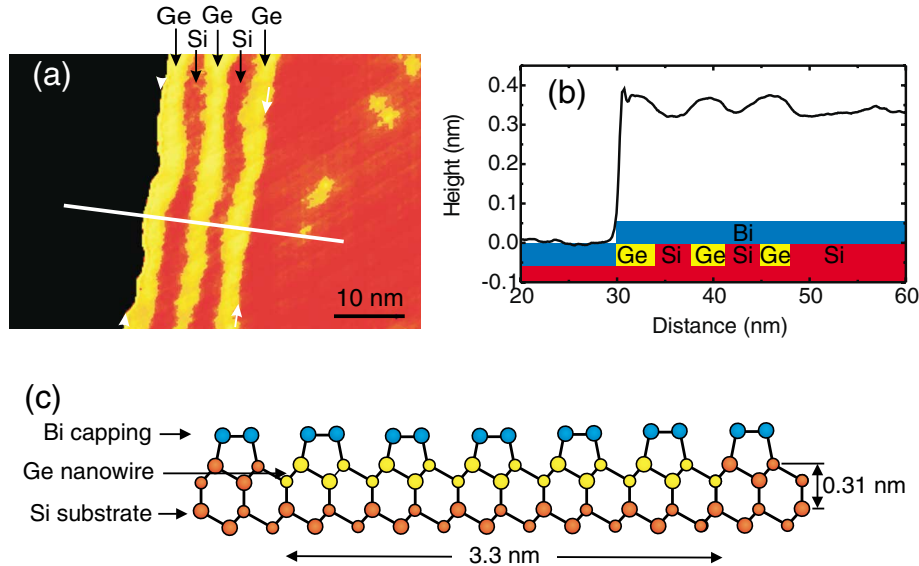 Ge Ge Ge
Si Si
(a)
10 nm
(b)
Height (nm)
0.4
0.3
0.2
0.1
0.0
-0.1
Bi
Ge Si Ge Si Ge Si
20 30 40 50 60
Distance (nm)
(c)
Bi capping
Ge nanowire
Si substrate
0.31 nm
3.3 nm